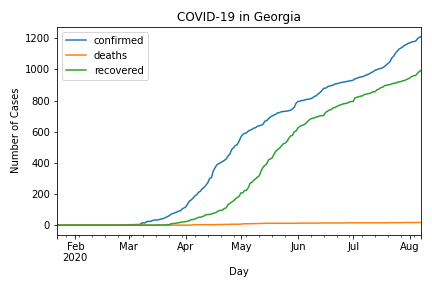 COVID-19 in Georgia
confirmed
deaths
recovered
Number of Cases
1200
1000
800
600
400
200
0
Feb
2020
Mar
Apr
May
Jun
Jul
Aug
Day